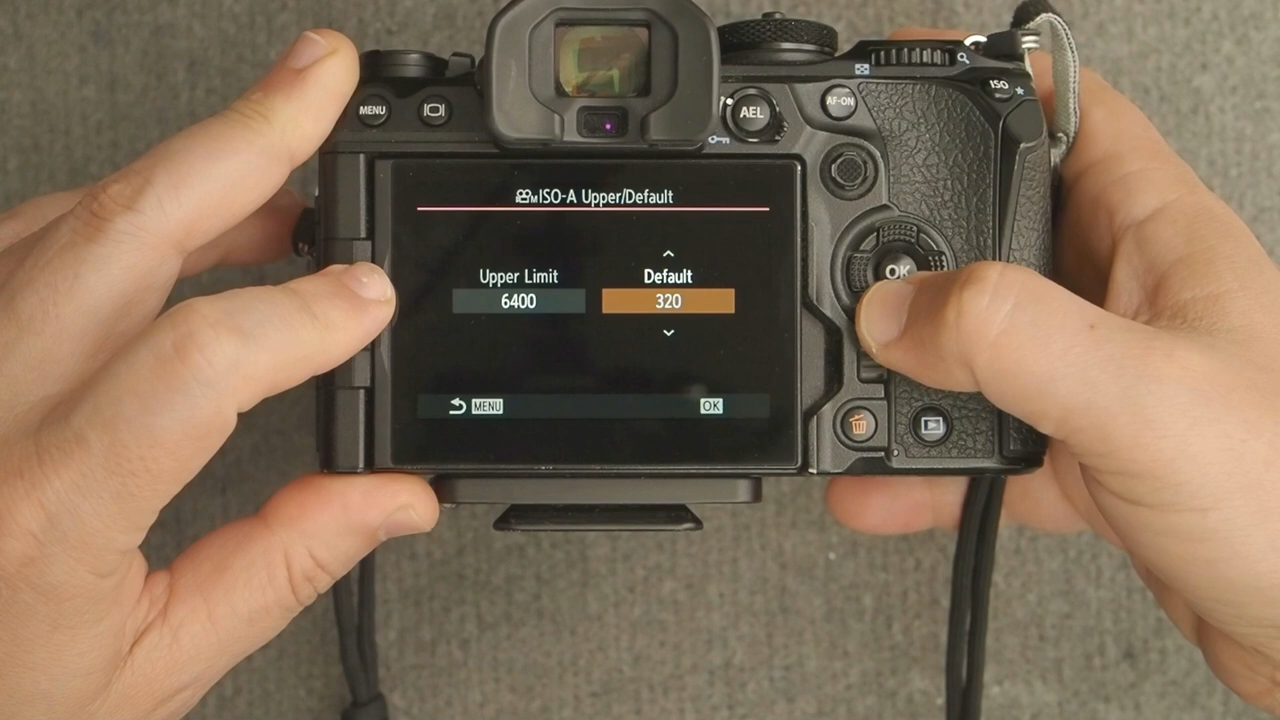 MENU
AEL
AF-ON
ISO
M ISO-A Upper/Default
Upper Limit
Default
6400
320
MENU
OK
OK